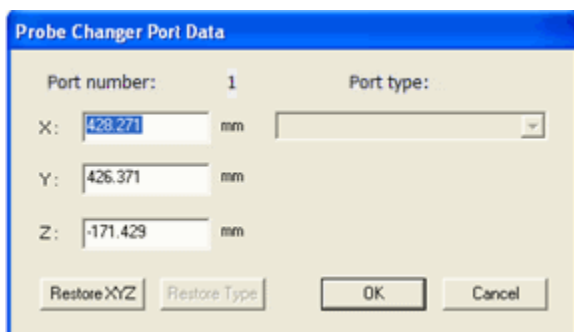 Probe Changer Port Data
Port number: 1 Port type:
X: 428.271 mm
Y: 426.371 mm
Z: -171.429 mm
Restore XYZ Restore Type OK Cancel